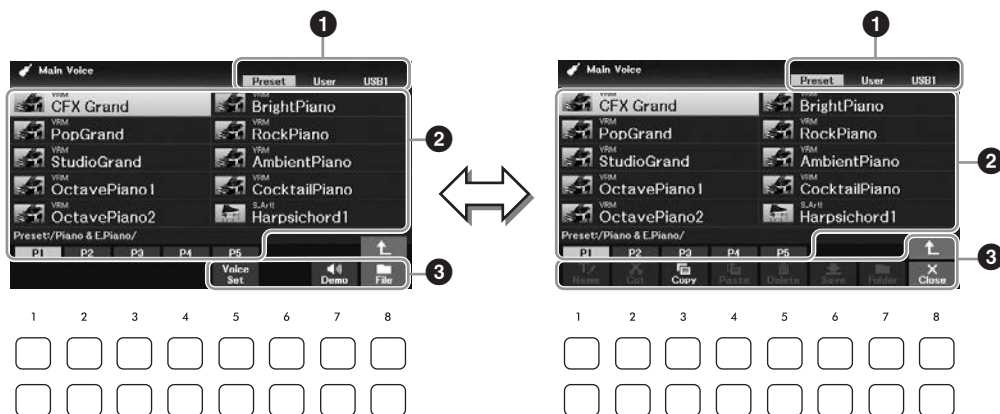 1
Main Voice
Preset User USB1
VRM CFX Grand
VRM BrightPiano
VRM PopGrand
VRM RockPiano
VRM StudioGrand
VRM AmbientPiano
VRM OctavePiano1
VRM CocktailPiano
VRM OctavePiano2
S.Art! Harpsichord1
2
Preset:/Piano & E.Piano/
P1 P2 P3 P4 P5
Voice Set
Demo
File
3
1 2 3 4 5 6 7 8
1
Main Voice
Preset User USB1
VRM CFX Grand
VRM BrightPiano
VRM PopGrand
VRM RockPiano
VRM StudioGrand
VRM AmbientPiano
VRM OctavePiano1
VRM CocktailPiano
VRM OctavePiano2
S.Art! Harpsichord1
2
Preset:/Piano & E.Piano/
P1 P2 P3 P4 P5
Name Cut Copy Paste Delete Save Folder Close
3
1 2 3 4 5 6 7 8